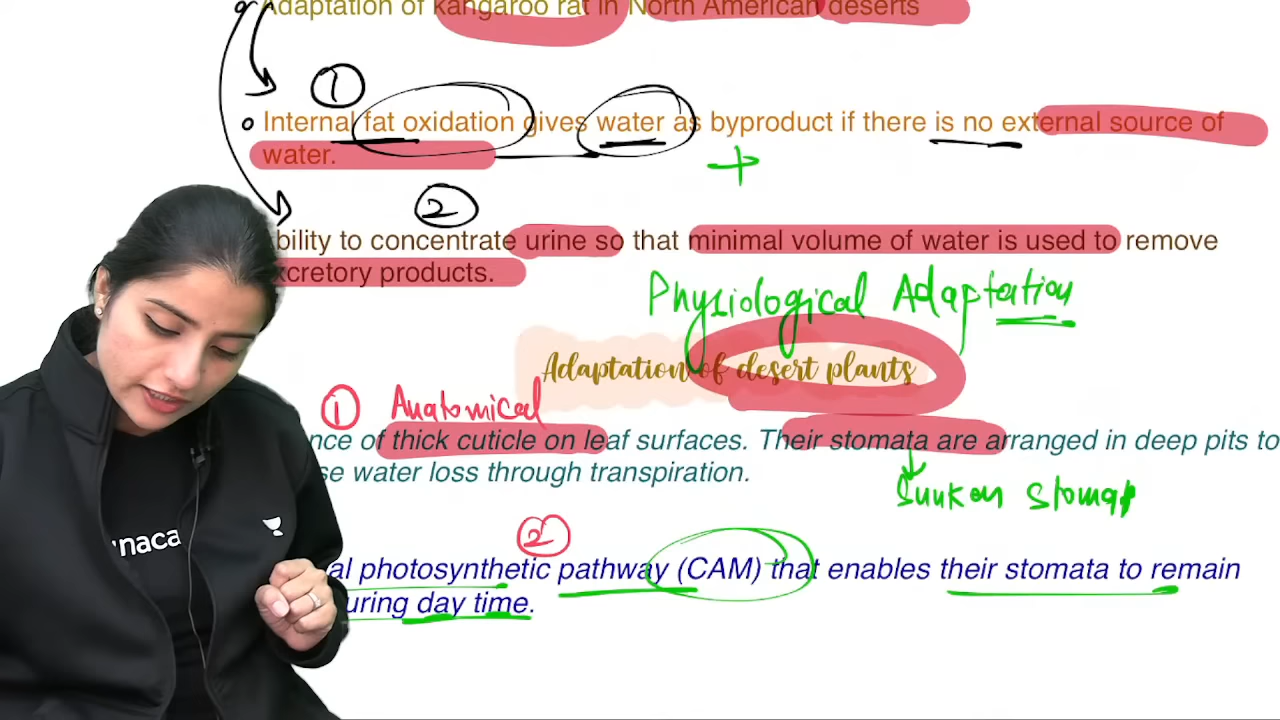 Adaptation of kangaroo rat in North American deserts
①
Internal fat oxidation gives water as byproduct if there is no external source of
water.
+
②
bility to concentrate urine so that minimal volume of water is used to remove
xcretory products.
Physiological Adaptation
Adaptation of desert plants
① Anatomical
nce of thick cuticle on leaf surfaces. Their stomata are arranged in deep pits to
se water loss through transpiration.
Sunken Stomat
②
al photosynthetic pathway (CAM) that enables their stomata to remain
uring day time.
naca